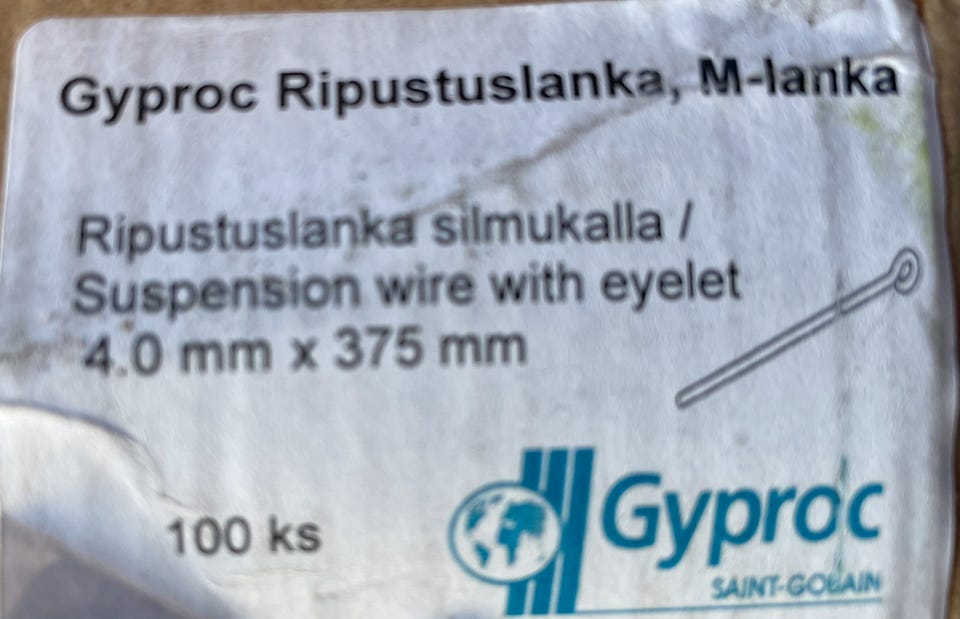 Gyproc Ripustuslanka, M-lanka
Ripustuslanka silmukalla /
Suspension wire with eyelet
4.0 mm x 375 mm
100 ks
Gyproc
SAINT-GOBAIN